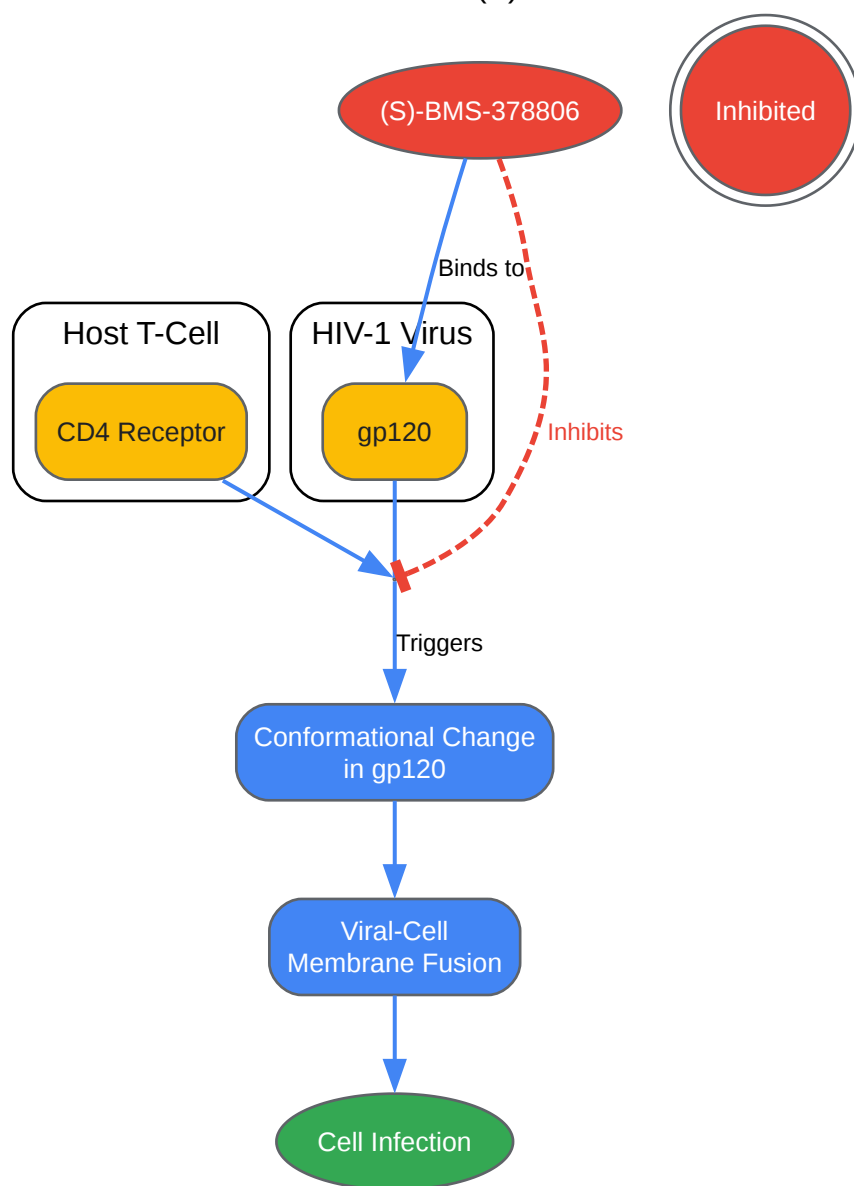 (S)-BMS-378806
Inhibited
Binds to
Host T-Cell
HIV-1 Virus
CD4 Receptor
gp120
Inhibits
Triggers
Conformational Change
in gp120
Viral-Cell
Membrane Fusion
Cell Infection